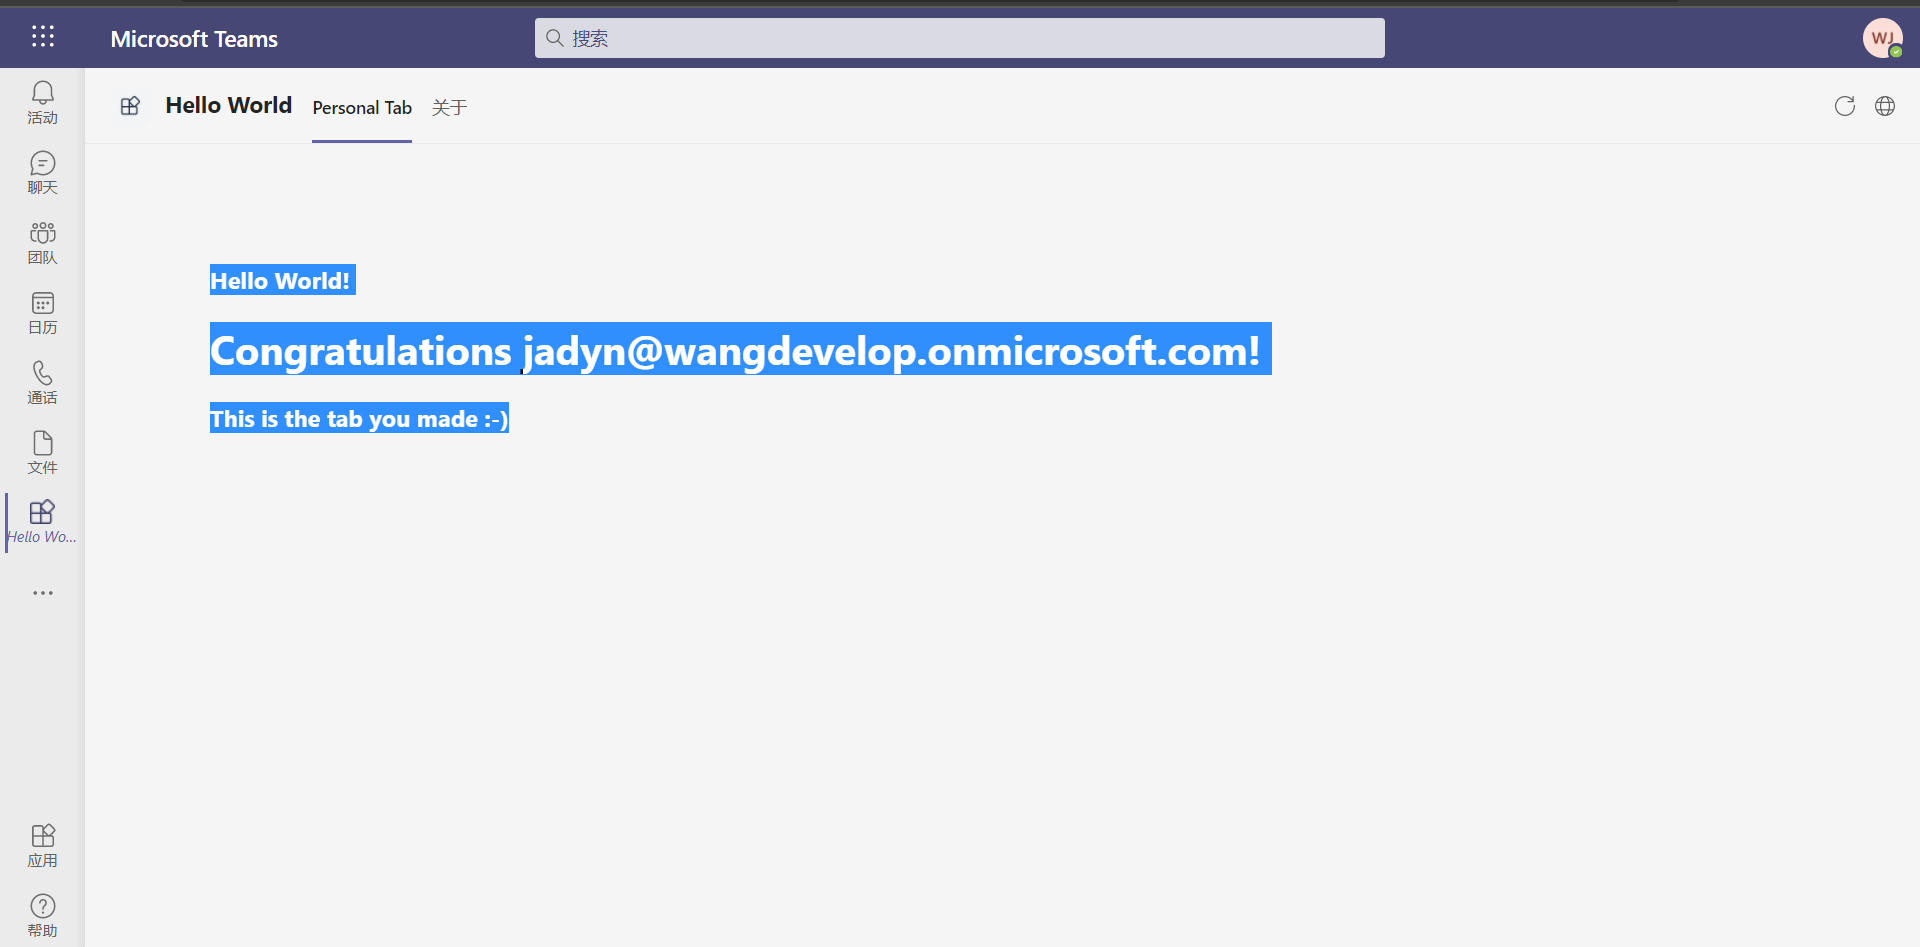 Microsoft Teams
搜索
WJ
Hello World
Personal Tab
关于
活动
聊天
团队
日历
通话
文件
Hello Wo...
应用
帮助
Hello World!
Congratulations jadyn@wangdevelop.onmicrosoft.com!
This is the tab you made :-)